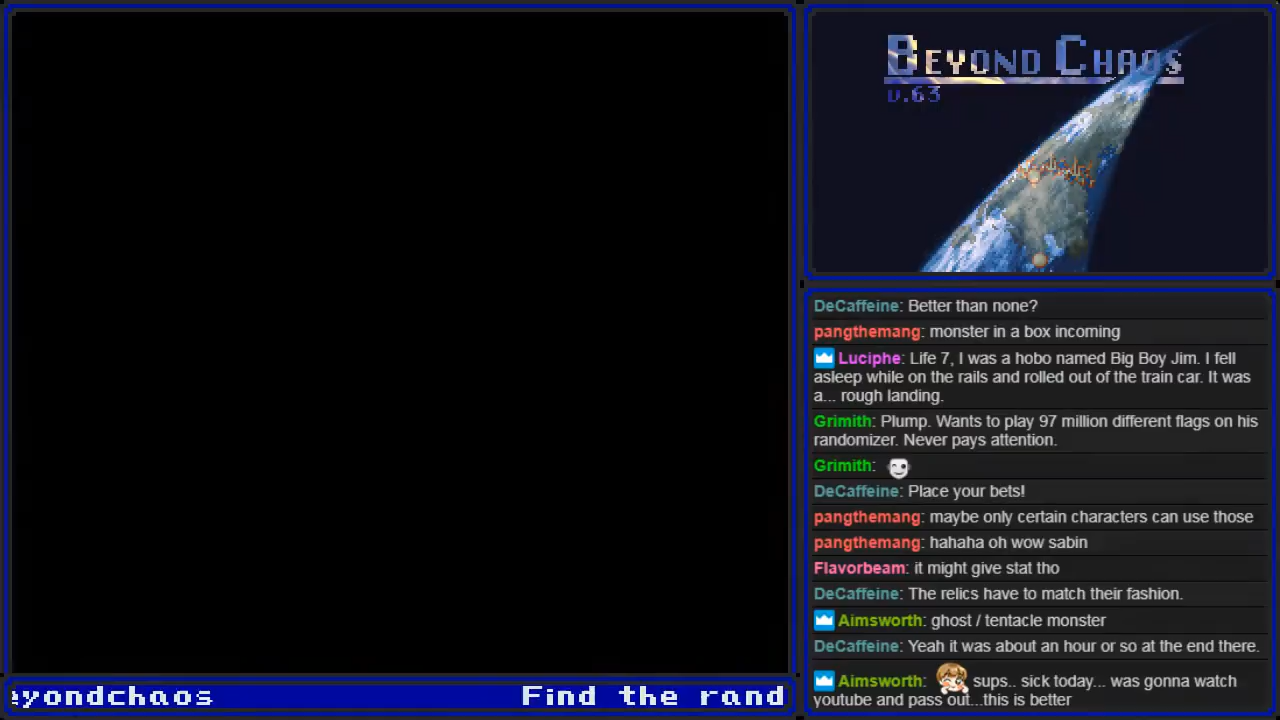 BEYOND CHAOS
v.63
DeCaffeine: Better than none?
pangthemang: monster in a box incoming
Luciphe: Life 7, I was a hobo named Big Boy Jim. I fell
asleep while on the rails and rolled out of the train car. It was
a... rough landing.
Grimith: Plump. Wants to play 97 million different flags on his
randomizer. Never pays attention.
Grimith:
DeCaffeine: Place your bets!
pangthemang: maybe only certain characters can use those
pangthemang: hahaha oh wow sabin
Flavorbeam: it might give stat tho
DeCaffeine: The relics have to match their fashion.
Aimsworth: ghost / tentacle monster
DeCaffeine: Yeah it was about an hour or so at the end there.
Aimsworth: sups.. sick today... was gonna watch
youtube and pass out...this is better
eyondchaos Find the rand